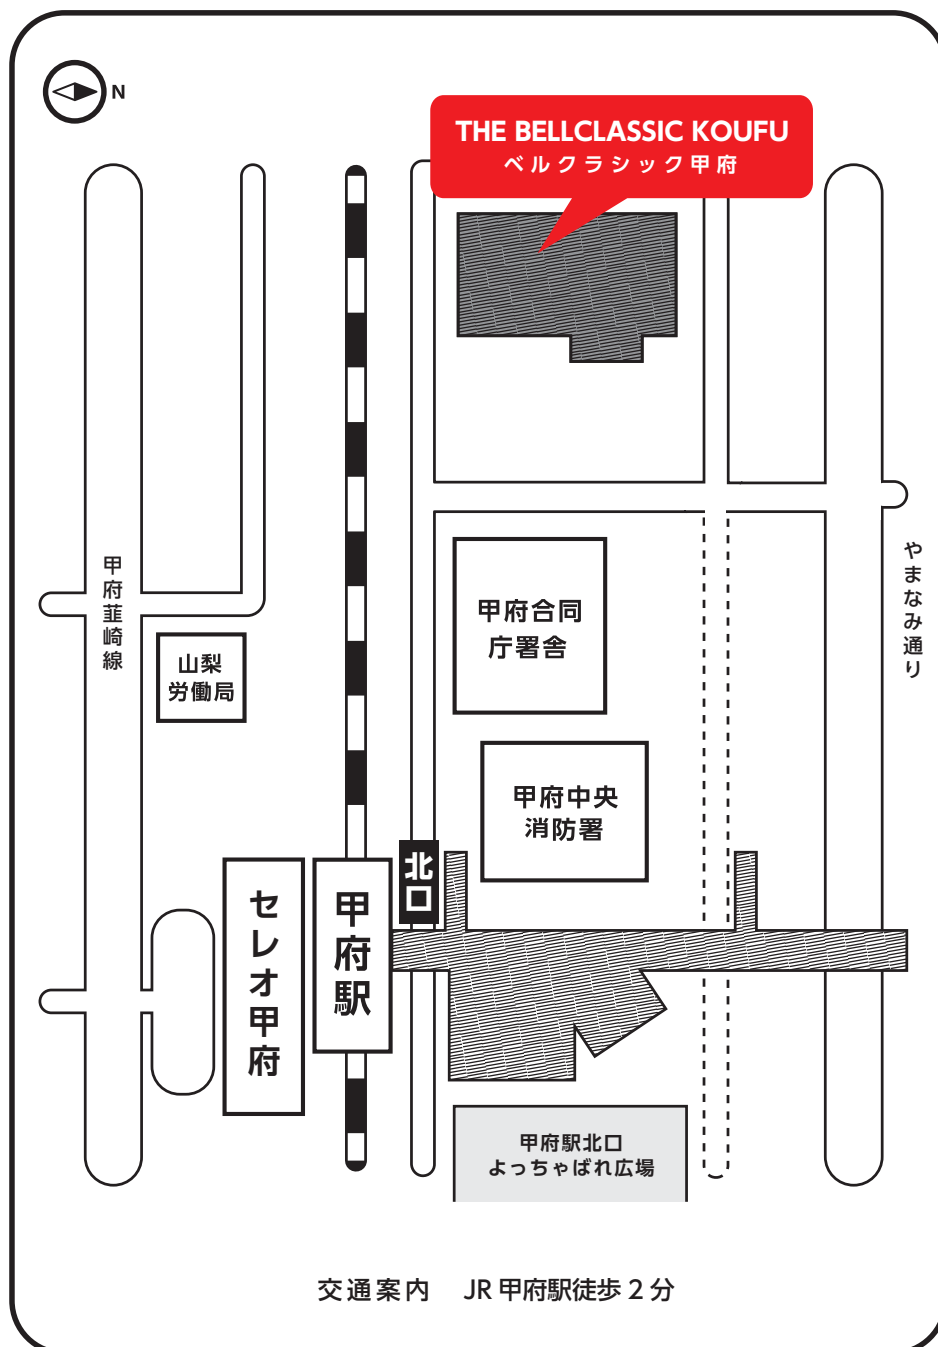 N
THE BELLCLASSIC KOUFU
ベルクラシック甲府
甲府韮崎線
やまなみ通り
甲府合同
庁署舎
山梨
労働局
甲府中央
消防署
北口
セレオ甲府
甲府駅
甲府駅北口
よっちゃばれ広場
交通案内 JR 甲府駅徒歩 2 分